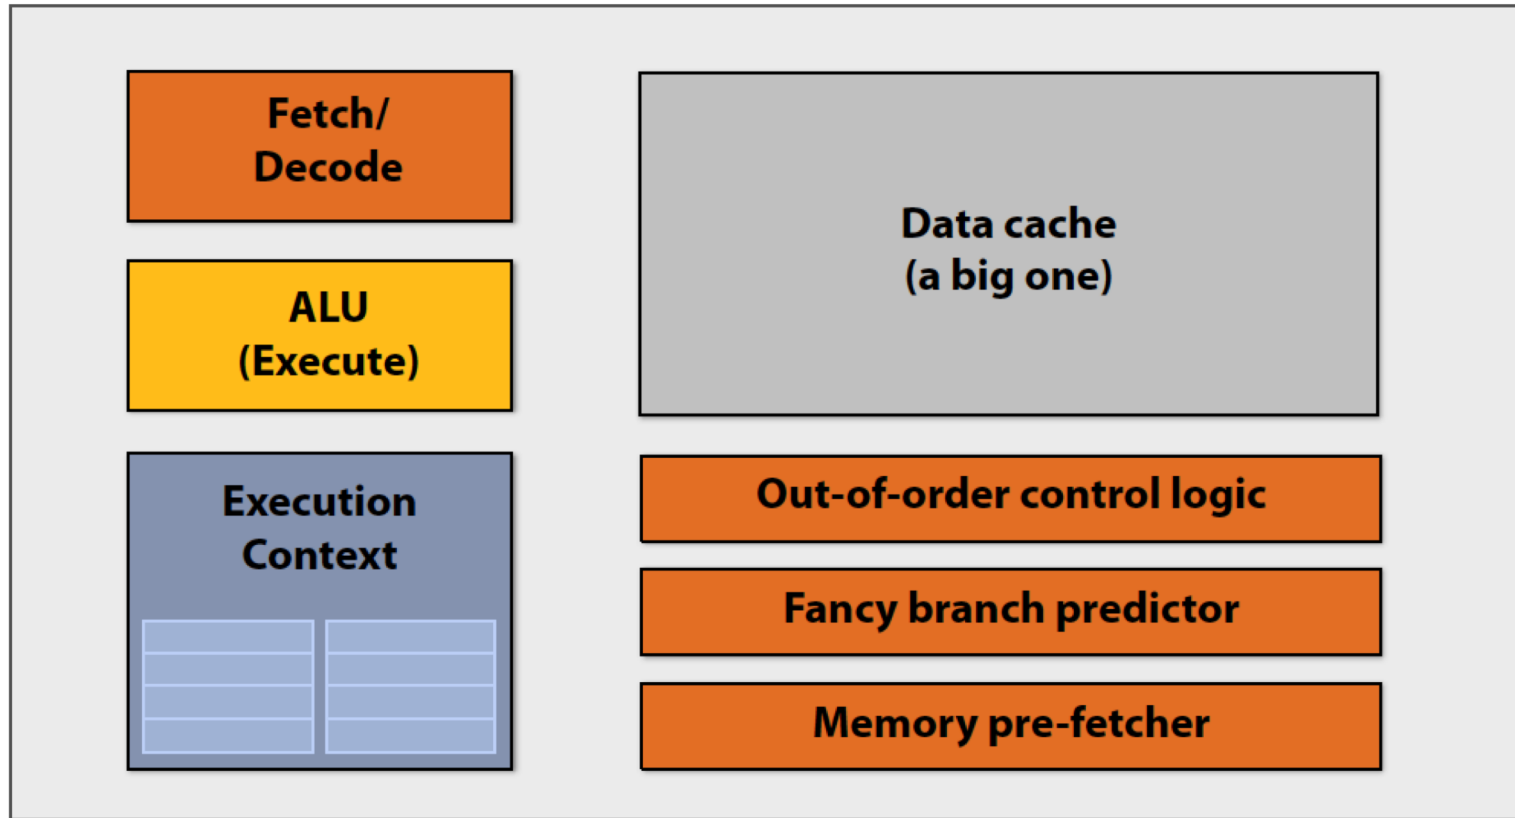 Fetch/
Decode
ALU
(Execute)
Execution
Context
Data cache
(a big one)
Out-of-order control logic
Fancy branch predictor
Memory pre-fetcher